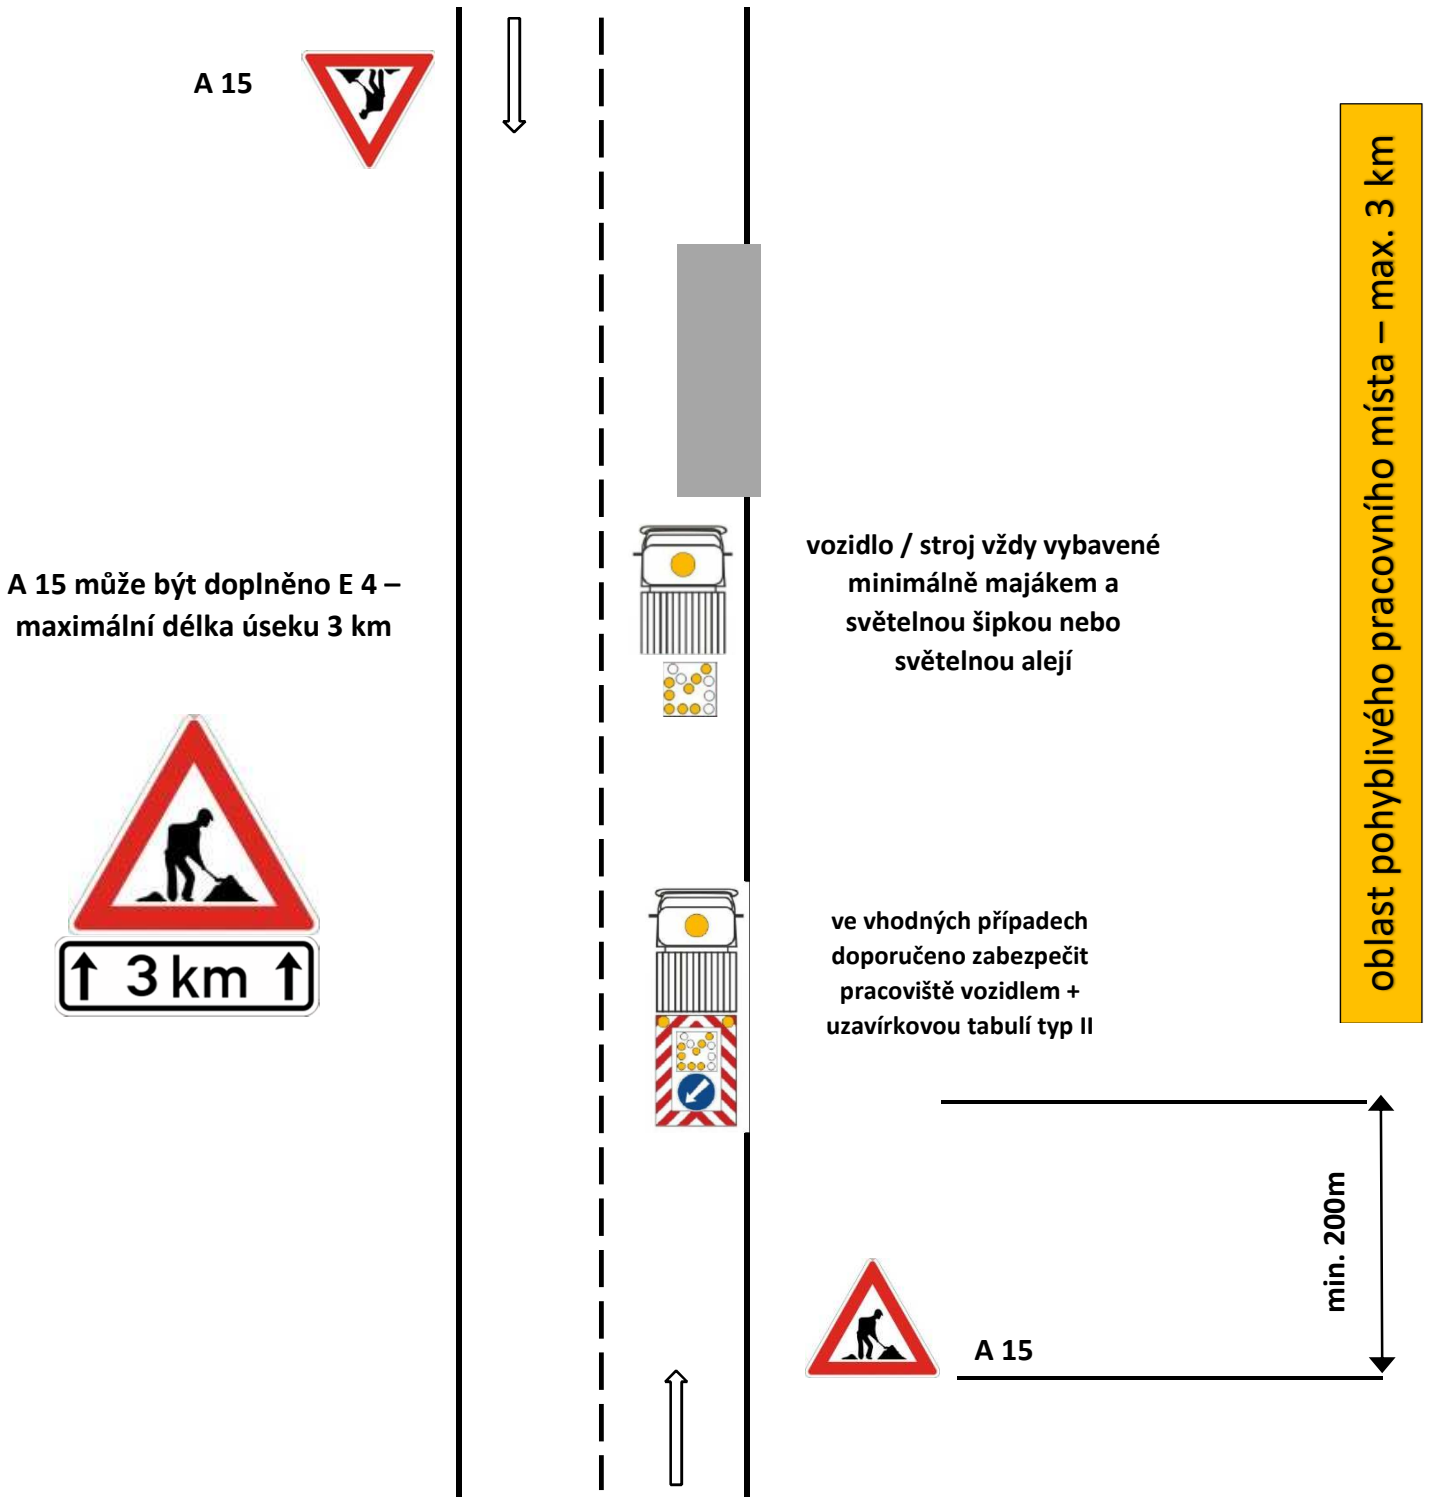 A 15
oblast pohyblivého pracovního místa – max. 3 km
vozidlo / stroj vždy vybavené
minimálně majákem a
světelnou šipkou nebo
světelnou alejí
A 15 může být doplněno E 4 –
maximální délka úseku 3 km
3 km
ve vhodných případech
doporučeno zabezpečit
pracoviště vozidlem +
uzavírkovou tabulí typ II
min. 200m
A 15